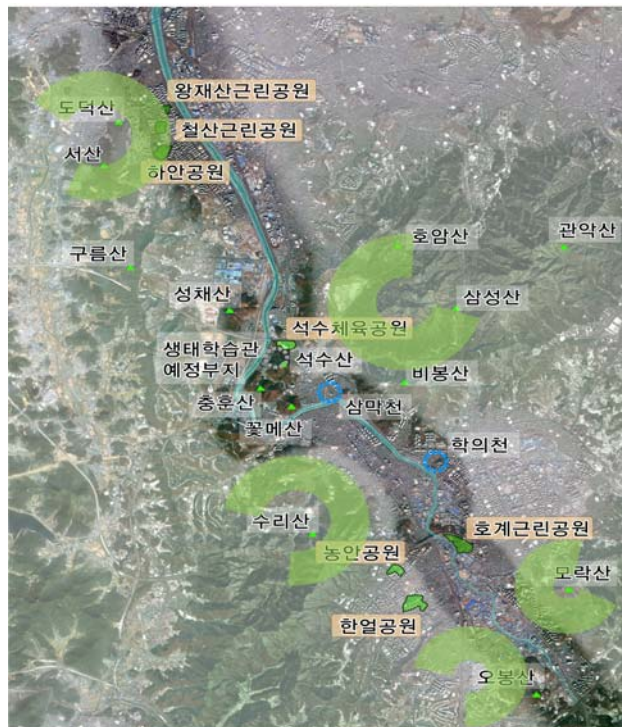 왕재산근린공원
도덕산
철산근린공원
서산
하안공원
호암산
관악산
구름산
성채산
삼성산
석수체육공원
생태학습관
예정부지
석수산
비봉산
충훈산
삼막천
꽃메산
학의천
수리산
호계근린공원
농안공원
모락산
한얼공원
오봉산